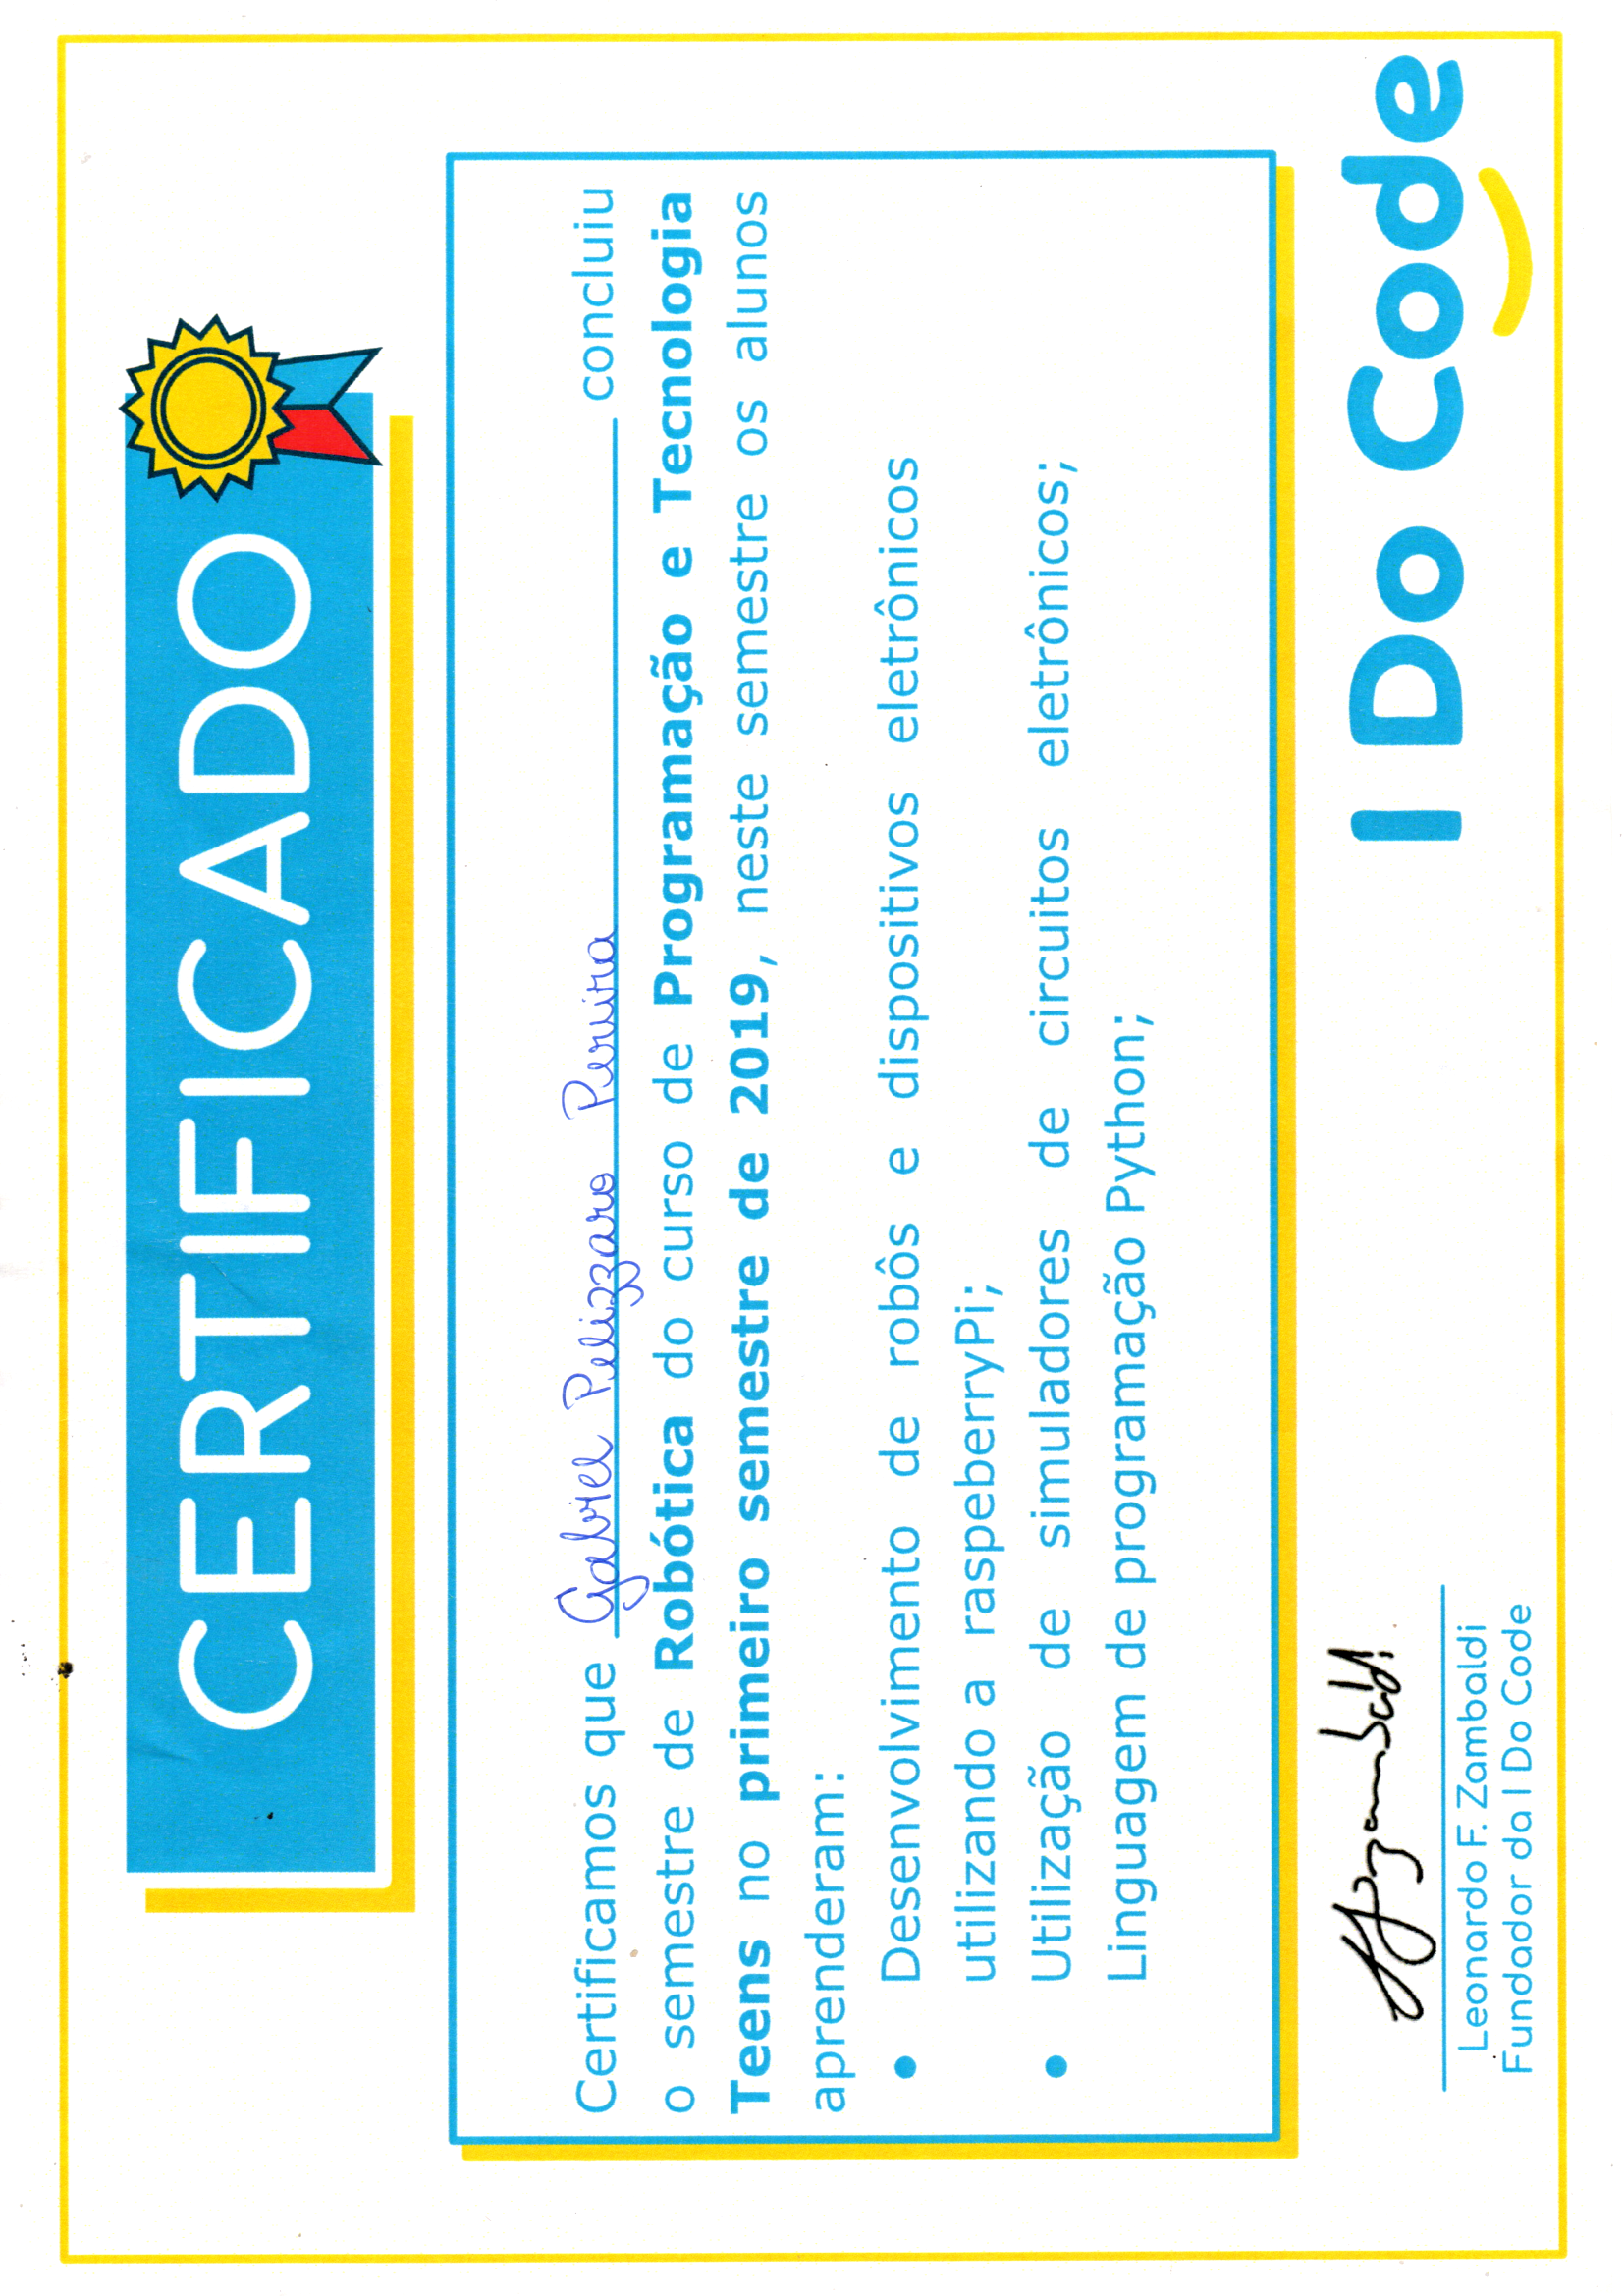 CERTIFICADO
Certificamos que Gabriel Pelizzaro Pereira concluiu
o semestre de Robótica do curso de Programação e Tecnologia
Teens no primeiro semestre de 2019, neste semestre os alunos
aprenderam:
• Desenvolvimento de robôs e dispositivos eletrônicos
utilizando a raspeberryPi;
• Utilização de simuladores de circuitos eletrônicos;
Linguagem de programação Python;
Leonardo F. Zambaldi
Fundador da I Do Code
I Do Code